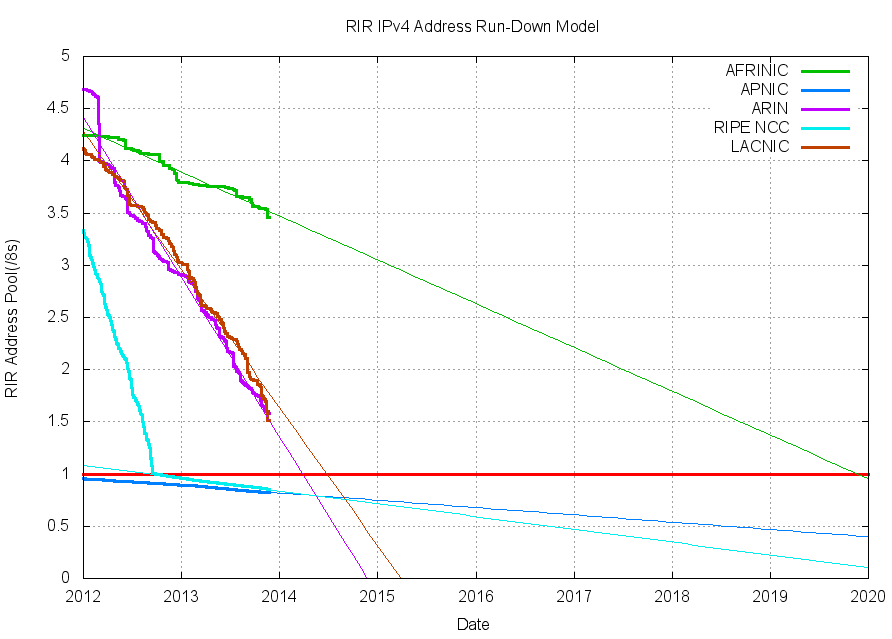 RIR IPv4 Address Run-Down Model
5
4.5
4
3.5
3
2.5
2
1.5
1
0.5
0
RIR Address Pool(/8s)
AFRINIC
APNIC
ARIN
RIPE NCC
LACNIC
2012 2013 2014 2015 2016 2017 2018 2019 2020
Date